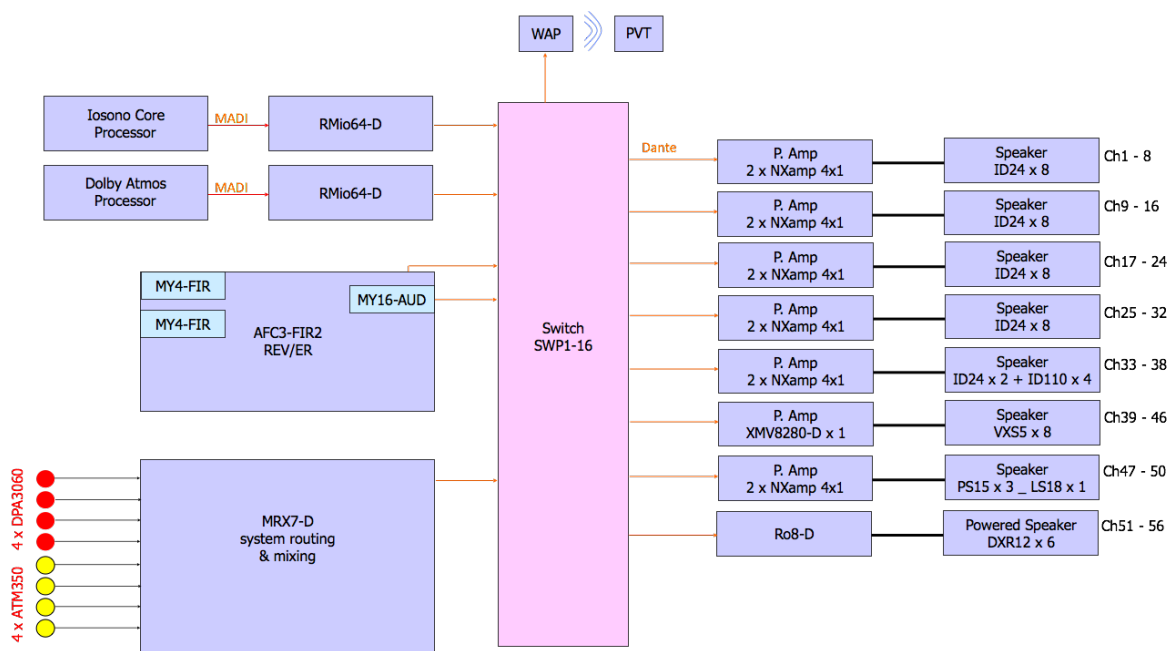 WAP
PVT
Iosono Core
Processor
MADI
RMio64-D
Dolby Atmos
Processor
MADI
RMio64-D
MY4-FIR
MY4-FIR
MY16-AUD
AFC3-FIR2
REV/ER
4 x DPA3060
4 x ATM350
MRX7-D
system routing
& mixing
Switch
SWP1-16
Dante
P. Amp
2 x NXamp 4x1
Speaker
ID24 x 8
Ch1 - 8
P. Amp
2 x NXamp 4x1
Speaker
ID24 x 8
Ch9 - 16
P. Amp
2 x NXamp 4x1
Speaker
ID24 x 8
Ch17 - 24
P. Amp
2 x NXamp 4x1
Speaker
ID24 x 8
Ch25 - 32
P. Amp
2 x NXamp 4x1
Speaker
ID24 x 2 + ID110 x 4
Ch33 - 38
P. Amp
XMV8280-D x 1
Speaker
VXS5 x 8
Ch39 - 46
P. Amp
2 x NXamp 4x1
Speaker
PS15 x 3 _ LS18 x 1
Ch47 - 50
Ro8-D
Powered Speaker
DXR12 x 6
Ch51 - 56